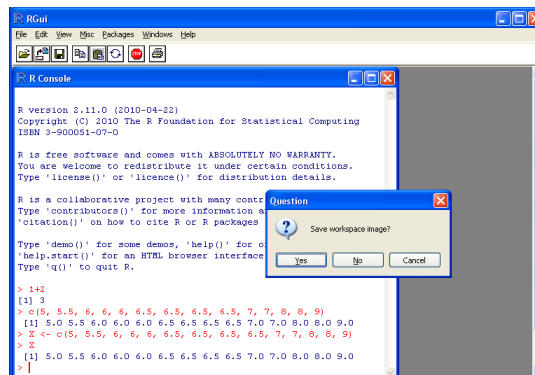 RGui
File Edit View Misc Packages Windows Help
STOP
R Console
R version 2.11.0 (2010-04-22)
Copyright (C) 2010 The R Foundation for Statistical Computing
ISBN 3-900051-07-0
R is free software and comes with ABSOLUTELY NO WARRANTY.
You are welcome to redistribute it under certain conditions.
Type 'license()' or 'licence()' for distribution details.
R is a collaborative project with many contr
Type 'contributors()' for more information a
'citation()' on how to cite R or R packages
Type 'demo()' for some demos, 'help()' for o
'help.start()' for an HTML browser interface
Type 'q()' to quit R.
> 1+2
[1] 3
> c(5, 5.5, 6, 6, 6, 6.5, 6.5, 6.5, 6.5, 7, 7, 8, 8, 9)
[1] 5.0 5.5 6.0 6.0 6.0 6.5 6.5 6.5 6.5 7.0 7.0 8.0 8.0 9.0
> X <- c(5, 5.5, 6, 6, 6, 6.5, 6.5, 6.5, 6.5, 7, 7, 8, 8, 9)
> X
[1] 5.0 5.5 6.0 6.0 6.0 6.5 6.5 6.5 6.5 7.0 7.0 8.0 8.0 9.0
>
Question
Save workspace image?
Yes No Cancel